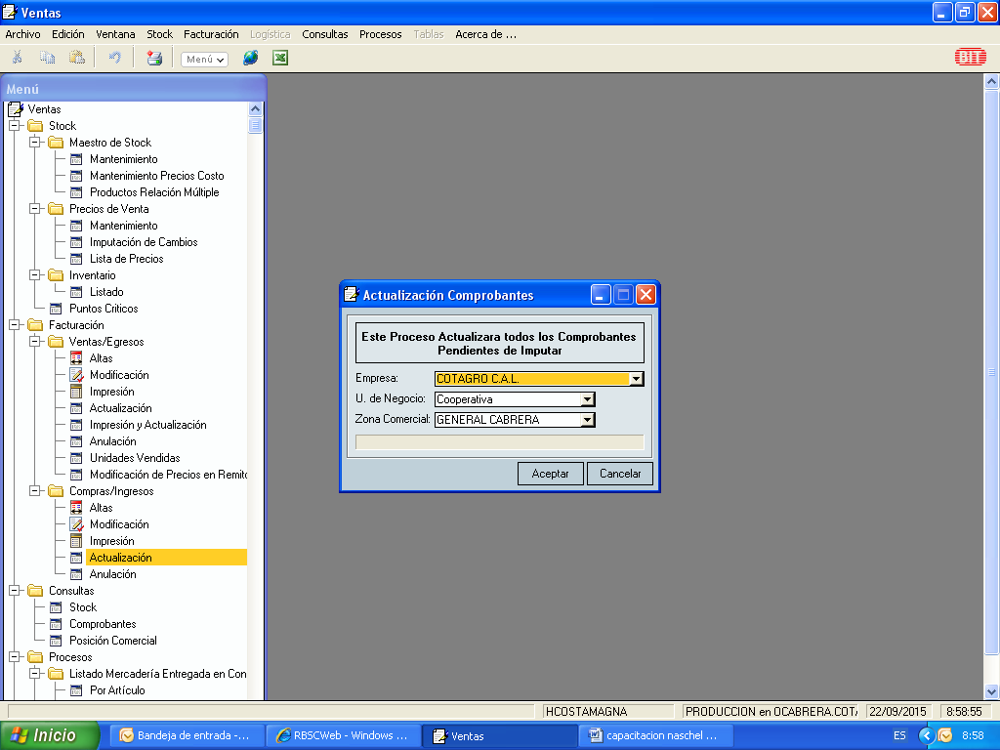 Ventas
Archivo Edición Ventana Stock Facturación Logística Consultas Procesos Tablas Acerca de ...
Menú
BIT
Menú
Ventas
Stock
Maestro de Stock
Mantenimiento
Mantenimiento Precios Costo
Productos Relación Múltiple
Precios de Venta
Mantenimiento
Imputación de Cambios
Lista de Precios
Inventario
Listado
Puntos Criticos
Facturación
Ventas/Egresos
Altas
Modificación
Impresión
Actualización
Impresión y Actualización
Anulación
Unidades Vendidas
Modificación de Precios en Remito
Compras/Ingresos
Altas
Modificación
Impresión
Actualización
Anulación
Consultas
Stock
Comprobantes
Posición Comercial
Procesos
Listado Mercadería Entregada en Con
Por Artículo
Actualización Comprobantes
Este Proceso Actualizara todos los Comprobantes
Pendientes de Imputar
Empresa: COTAGRO C.A.L.
U. de Negocio: Cooperativa
Zona Comercial: GENERAL CABRERA
Aceptar Cancelar
HCOSTAMAGNA PRODUCCION en OCABRERA.COT 22/09/2015 8:58:55
Inicio Bandeja de entrada -... RBSCWeb - Windows ... Ventas capacitacion naschel ... ES 8:58